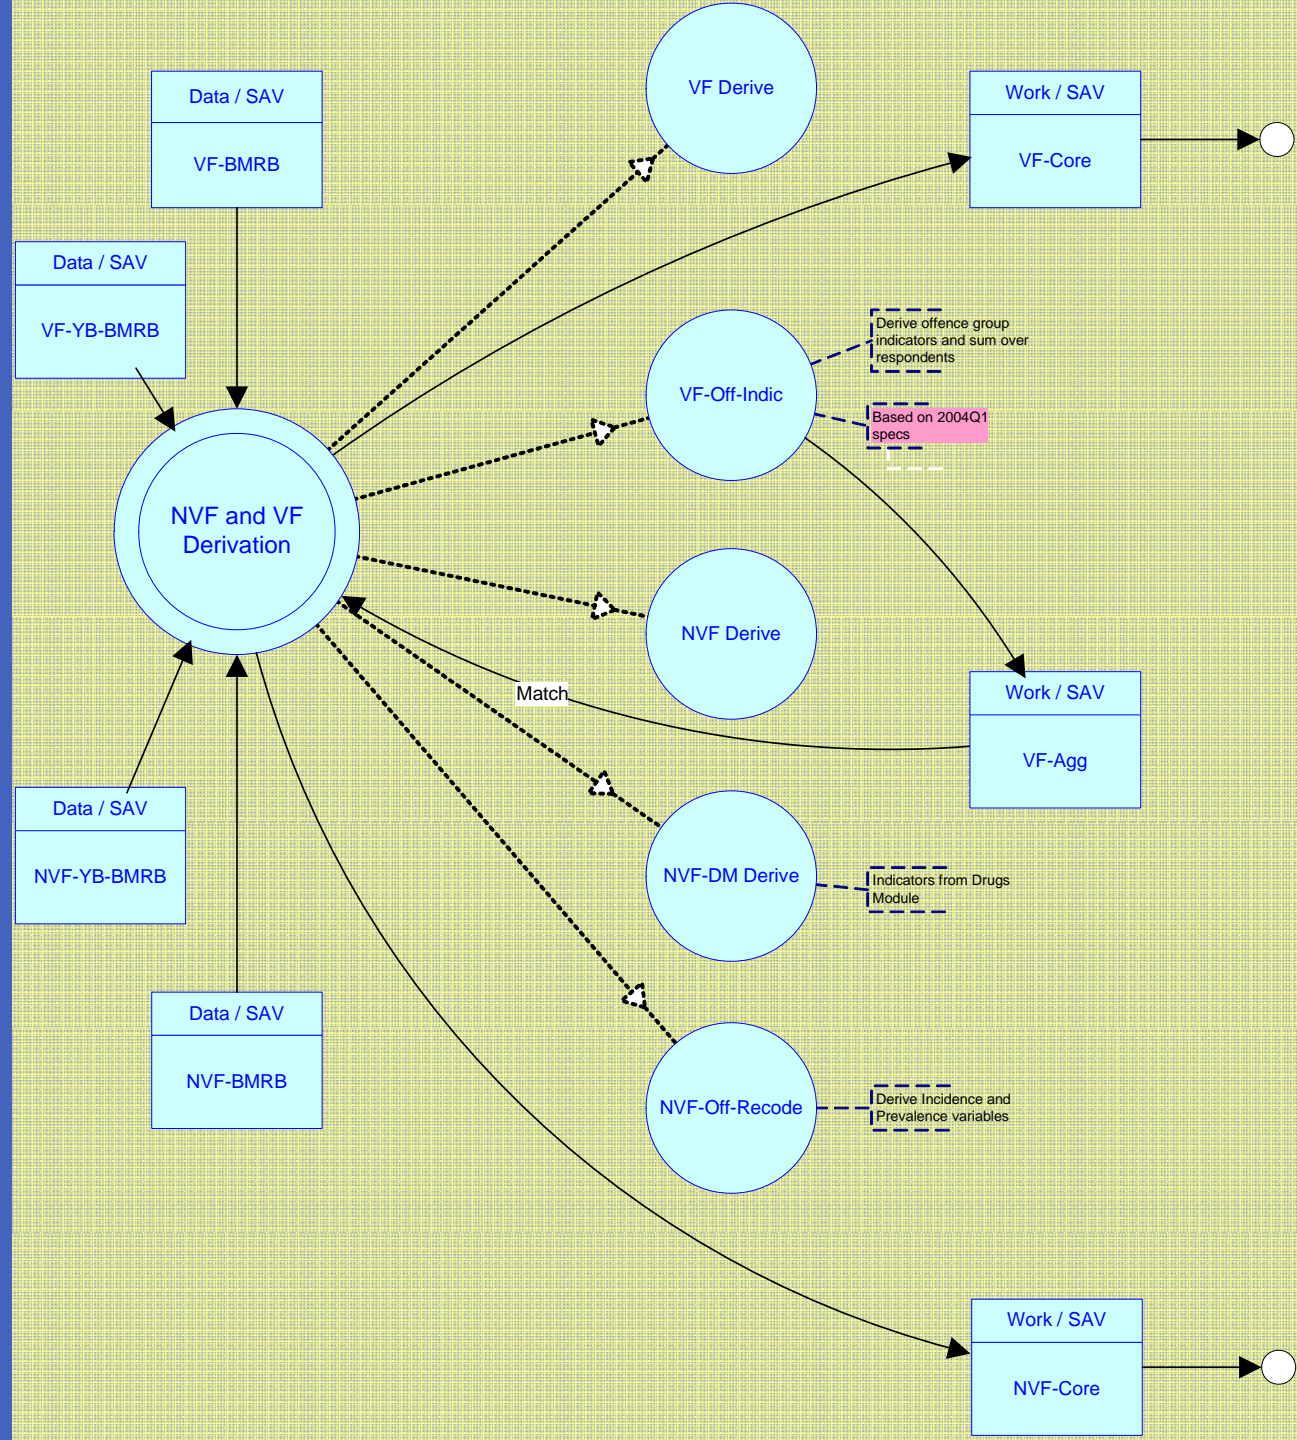 VF Derive
Data / SAV
VF-BMRB
Work / SAV
VF-Core
Data / SAV
VF-YB-BMRB
Derive offence group
indicators and sum over
respondents
VF-Off-Indic
Based on 2004Q1
specs
NVF and VF
Derivation
NVF Derive
Match
Work / SAV
VF-Agg
Data / SAV
NVF-YB-BMRB
NVF-DM Derive
Indicators from Drugs
Module
Data / SAV
NVF-BMRB
NVF-Off-Recode
Derive Incidence and
Prevalence variables
Work / SAV
NVF-Core